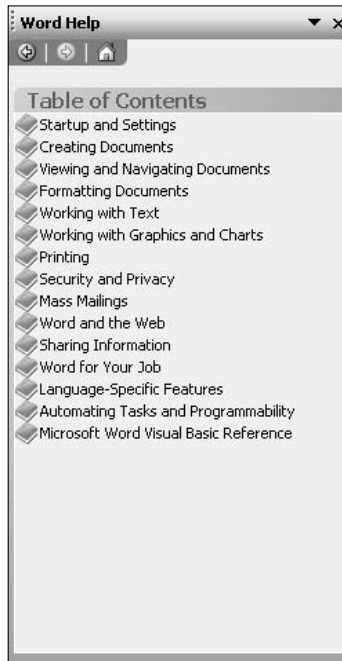 Word Help
Table of Contents
Startup and Settings
Creating Documents
Viewing and Navigating Documents
Formatting Documents
Working with Text
Working with Graphics and Charts
Printing
Security and Privacy
Mass Mailings
Word and the Web
Sharing Information
Word for Your Job
Language-Specific Features
Automating Tasks and Programmability
Microsoft Word Visual Basic Reference